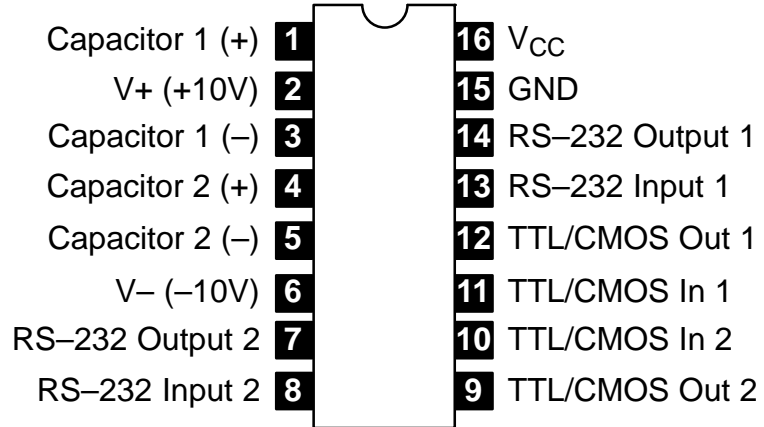 Capacitor 1 (+) 1 16 VCC
V+ (+10V) 2 15 GND
Capacitor 1 (–) 3 14 RS–232 Output 1
Capacitor 2 (+) 4 13 RS–232 Input 1
Capacitor 2 (–) 5 12 TTL/CMOS Out 1
V– (–10V) 6 11 TTL/CMOS In 1
RS–232 Output 2 7 10 TTL/CMOS In 2
RS–232 Input 2 8 9 TTL/CMOS Out 2